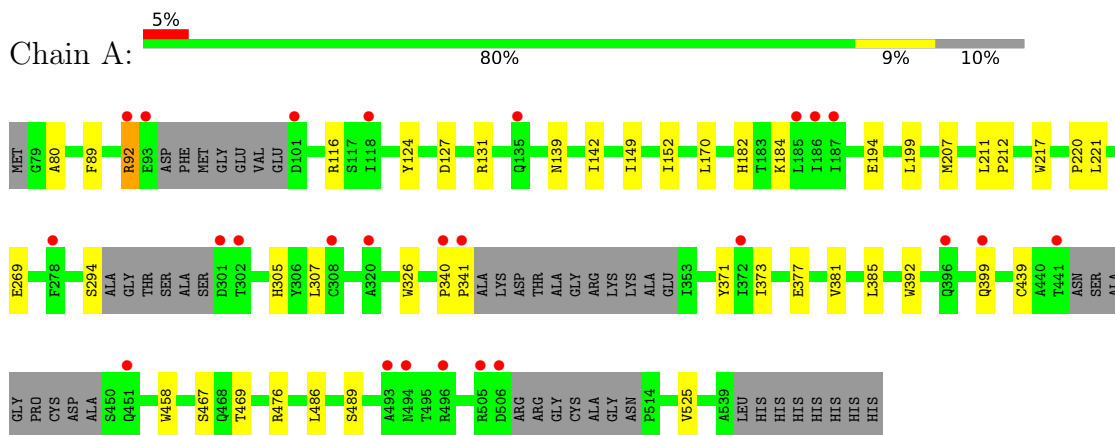 5%
Chain A:
80% 9% 10%
MET G79 A80 F89 R92 E93 ASP PHE MET GLY GLU VAL GLU D101 R116 S117 I118 Y124 D127 R131 Q135 N139 I142 I149 I152 L170 H182 T183 K184 L185 I186 I187 E194 L199 M207 L211 P212 W217 P220 L221
E269 F278 S294 ALA GLY THR SER ALA SER D301 T302 H305 Y306 L307 C308 A320 W326 P340 P341 ALA LYS ASP THR ALA GLY ARG LYS LYS ALA GLU I353 Y371 I372 I373 E377 V381 L385 W392 Q396 Q399 C439 A440 T441 ASN SER ALA
GLY PRO CYS ASP ALA S450 Q451 W458 S467 Q468 T469 R476 L486 S489 A493 N494 T495 R496 R505 D506 ARG ARG GLY CYS ALA GLY ASN P514 V525 A539 LEU HIS HIS HIS HIS HIS HIS HIS HIS